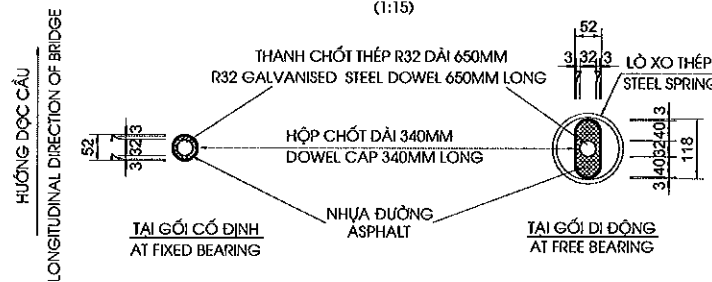 (1:15)
HƯỚNG DỌC CẦU
LONGITUDINAL DIRECTION OF BRIDGE
THANH CHỐT THÉP R32 DÀI 650MM
R32 GALVANISED STEEL DOWEL 650MM LONG
HỘP CHỐT DÀI 340MM
DOWEL CAP 340MM LONG
NHỰA ĐƯỜNG
ASPHALT
52
3 32 3
TẠI GỐI CỐ ĐỊNH
AT FIXED BEARING
52
3 32 3
LÒ XO THÉP
STEEL SPRING
3 40 32 40 3
118
TẠI GỐI DI ĐỘNG
AT FREE BEARING